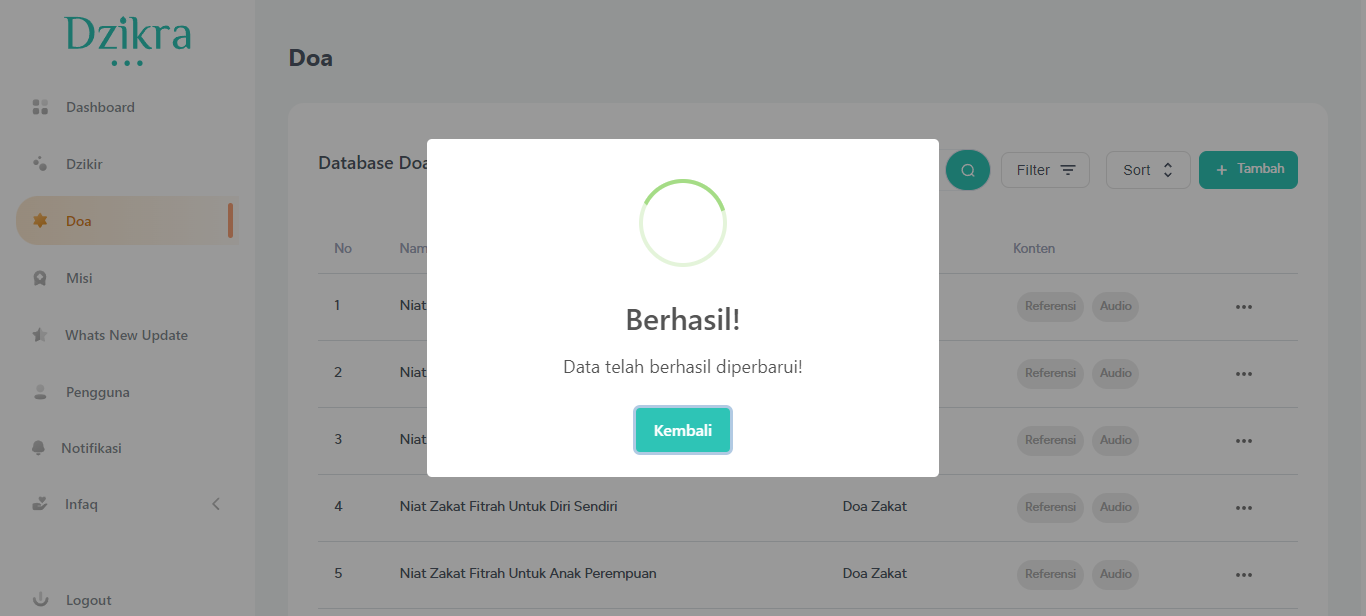 Dzikra
Dashboard
Dzikir
Doa
Misi
Whats New Update
Pengguna
Notifikasi
Infaq
Logout
Doa
Database Doa
Filter
Sort
+ Tambah
No
Konten
1 Niat Referensi Audio
2 Niat Referensi Audio
3 Niat Referensi Audio
4 Niat Zakat Fitrah Untuk Diri Sendiri Doa Zakat Referensi Audio
5 Niat Zakat Fitrah Untuk Anak Perempuan Doa Zakat Referensi Audio
Berhasil!
Data telah berhasil diperbarui!
Kembali